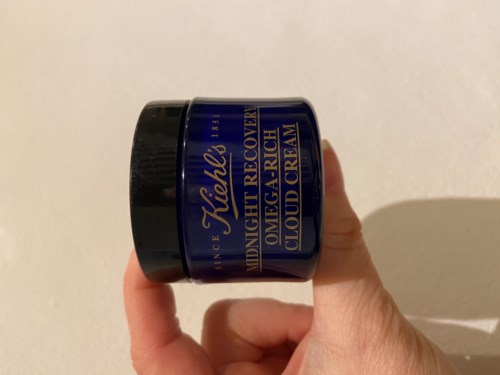 Kiehl's
SINCE 1851
MIDNIGHT RECOVERY
OMEGA-RICH
CLOUD CREAM